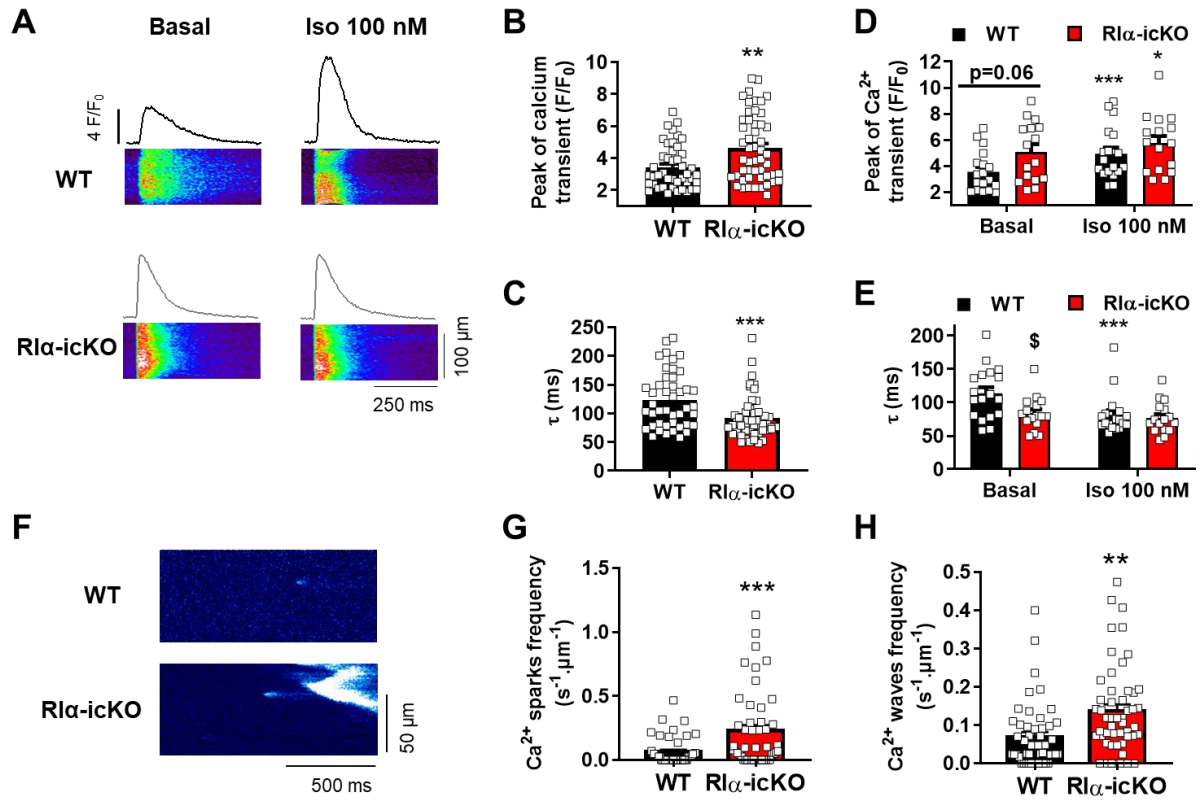 A
Basal
Iso 100 nM
4 F/F₀
WT
RIα-icKO
100 µm
250 ms
B
Peak of calcium
transient (F/F₀)
10
8
6
4
2
**
WT
RIα-icKO
C
τ (ms)
250
200
150
100
50
0
***
WT
RIα-icKO
D
WT
RIα-icKO
Peak of Ca²⁺
transient (F/F₀)
12
10
8
6
4
2
p=0.06
***
*
Basal
Iso 100 nM
E
WT
RIα-icKO
τ (ms)
200
150
100
50
0
$
***
Basal
Iso 100 nM
F
WT
RIα-icKO
50 µm
500 ms
G
Ca²⁺ sparks frequency
(s⁻¹.µm⁻¹)
1.5
1.0
0.5
0.0
***
WT
RIα-icKO
H
Ca²⁺ waves frequency
(s⁻¹.µm⁻¹)
0.5
0.4
0.3
0.2
0.1
0.0
**
WT
RIα-icKO